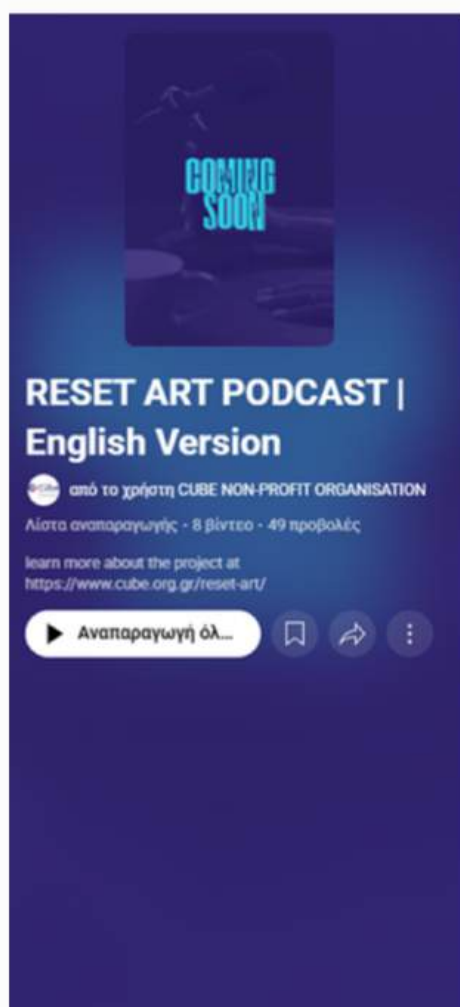 COMING
SOON
RESET ART PODCAST |
English Version
από το χρήστη CUBE NON-PROFIT ORGANISATION
Λίστα αναπαραγωγής • 8 βίντεο • 49 προβολές
learn more about the project at
https://www.cube.org.gr/reset-art/
Αναπαραγωγή όλ...